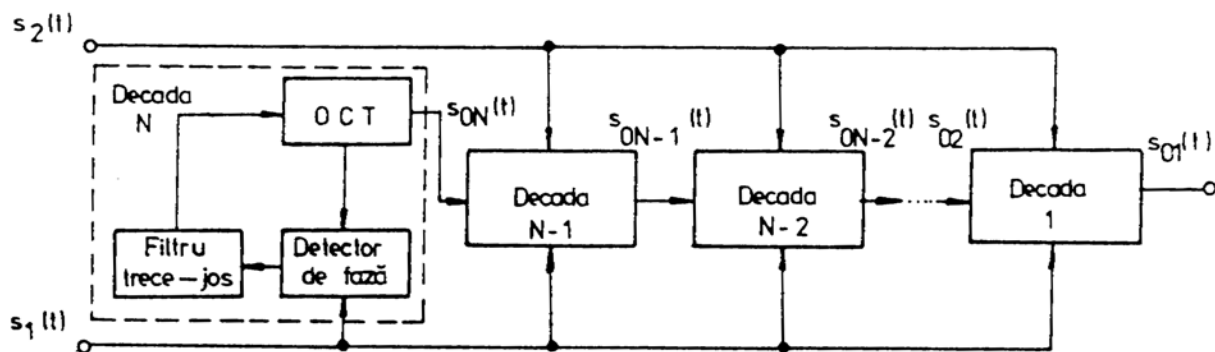 s2(t)
Decada
N
OCT
s0N(t)
s0N-1(t)
s0N-2(t)
s02(t)
s01(t)
Decada
N-1
Decada
N-2
Decada
1
Filtru
trece-jos
Detector
de fază
s1(t)